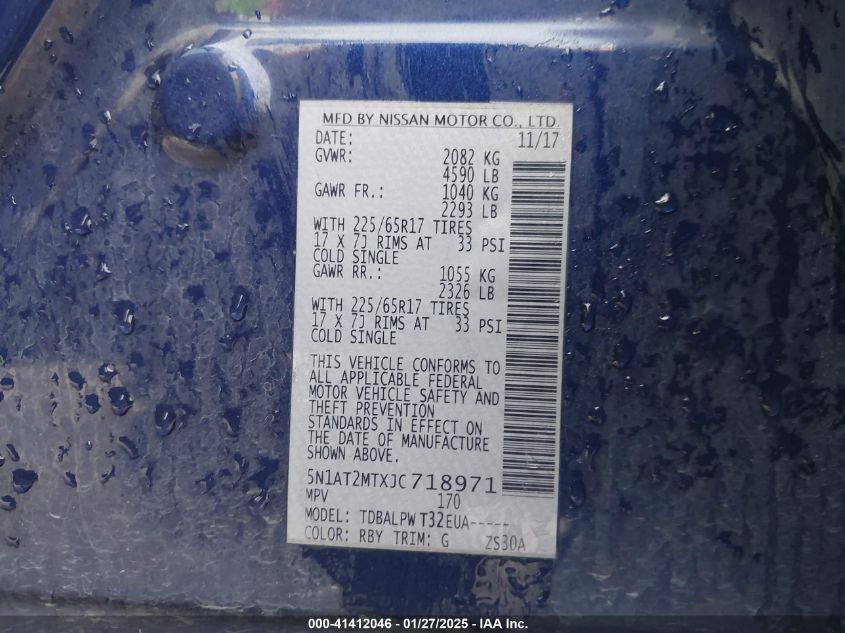 MFD BY NISSAN MOTOR CO., LTD.
DATE: 11/17
GVWR: 2082 KG
4590 LB
GAWR FR.: 1040 KG
2293 LB
WITH 225/65R17 TIRES
17 X 7J RIMS AT 33 PSI
COLD SINGLE
GAWR RR.: 1055 KG
2326 LB
WITH 225/65R17 TIRES
17 X 7J RIMS AT 33 PSI
COLD SINGLE
THIS VEHICLE CONFORMS TO
ALL APPLICABLE FEDERAL
MOTOR VEHICLE SAFETY AND
THEFT PREVENTION
STANDARDS IN EFFECT ON
THE DATE OF MANUFACTURE
SHOWN ABOVE.
5N1AT2MTXJC718971
MPV 170
MODEL: TDBALPW T32EUA-----
COLOR: RBY TRIM: G ZS30A
000-41412046 — 01/27/2025 — IAA Inc.